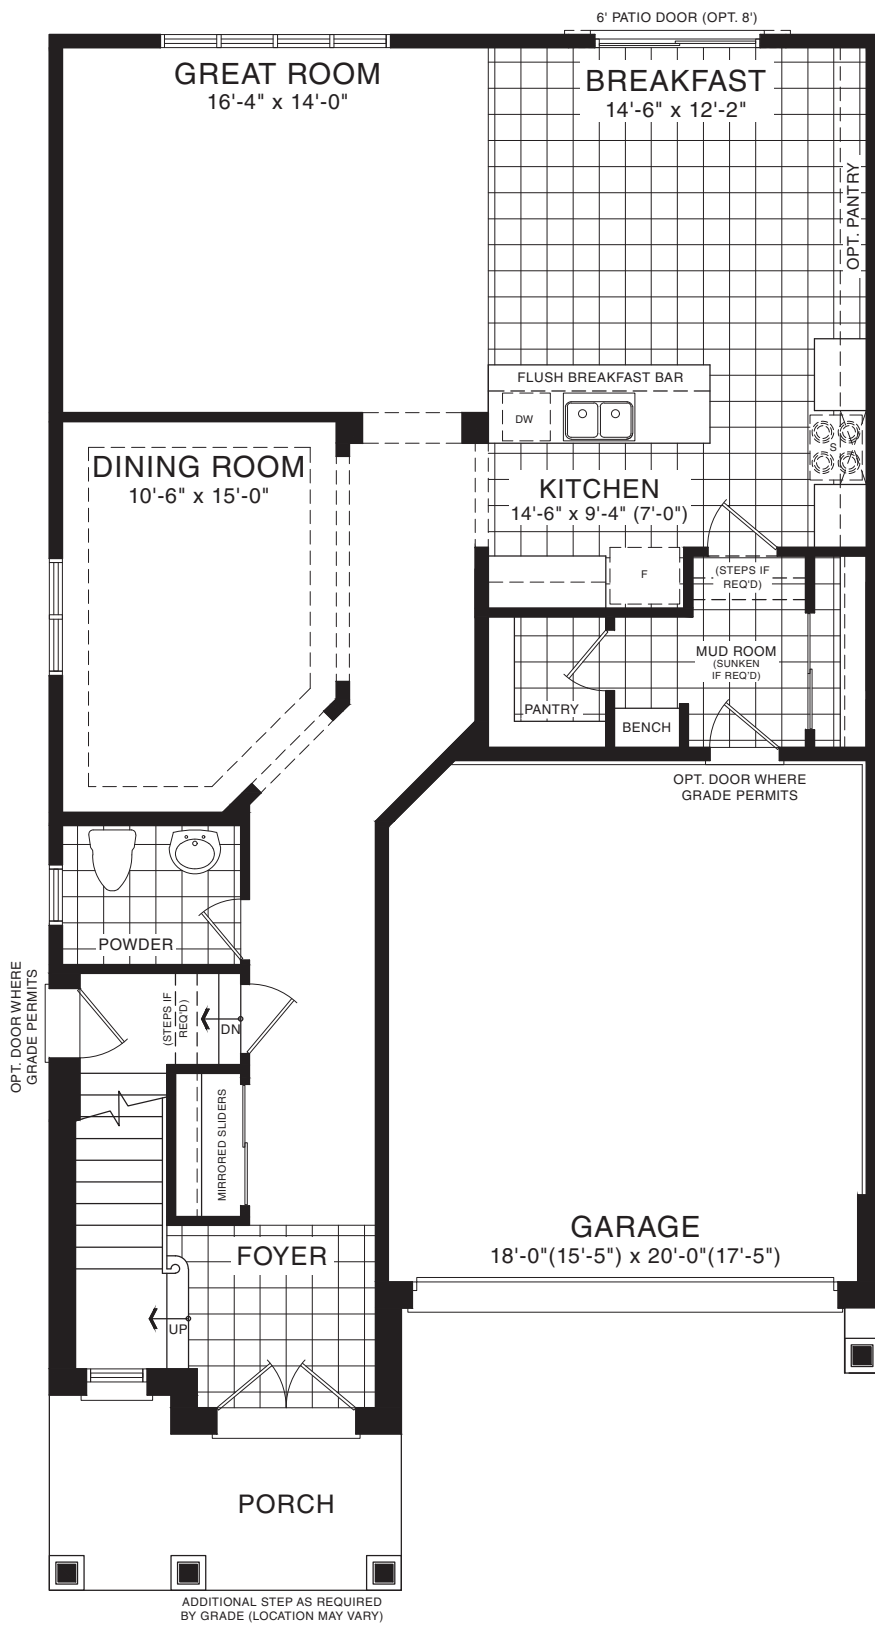 6' PATIO DOOR (OPT. 8')
GREAT ROOM
16'-4" x 14'-0"
BREAKFAST
14'-6" x 12'-2"
OPT. PANTRY
FLUSH BREAKFAST BAR
DW
S
DINING ROOM
10'-6" x 15'-0"
KITCHEN
14'-6" x 9'-4" (7'-0")
F
(STEPS IF
REQ'D)
MUD ROOM
(SUNKEN
IF REQ'D)
PANTRY
BENCH
OPT. DOOR WHERE
GRADE PERMITS
POWDER
OPT. DOOR WHERE
GRADE PERMITS
(STEPS IF
REQ'D)
DN
MIRRORED SLIDERS
FOYER
GARAGE
18'-0"(15'-5") x 20'-0"(17'-5")
UP
PORCH
ADDITIONAL STEP AS REQUIRED
BY GRADE (LOCATION MAY VARY)